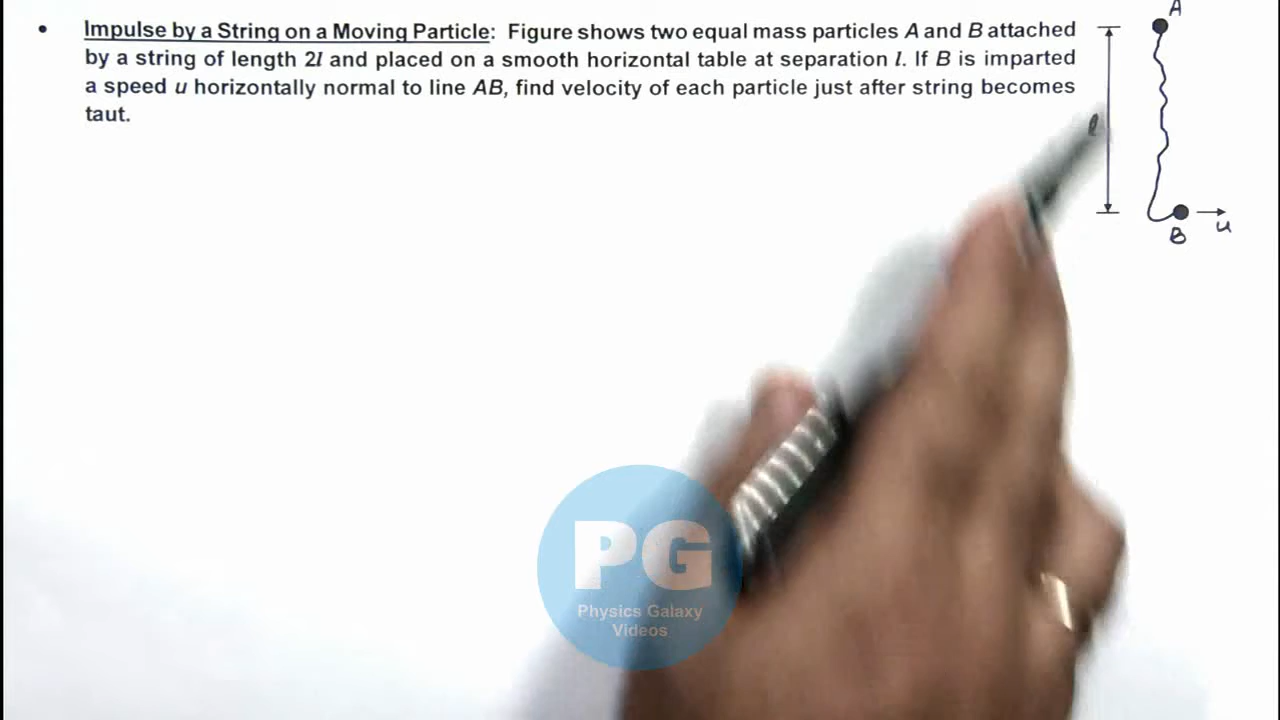 • Impulse by a String on a Moving Particle: Figure shows two equal mass particles A and B attached
by a string of length 2l and placed on a smooth horizontal table at separation l. If B is imparted
a speed u horizontally normal to line AB, find velocity of each particle just after string becomes
taut.
A
l
B
u
PG
Physics Galaxy
Videos